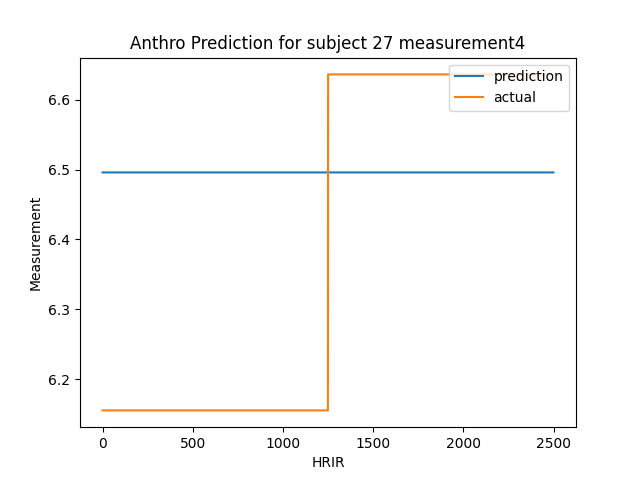 Anthro Prediction for subject 27 measurement4
prediction
actual
6.6
6.5
6.4
6.3
6.2
Measurement
0 500 1000 1500 2000 2500
HRIR